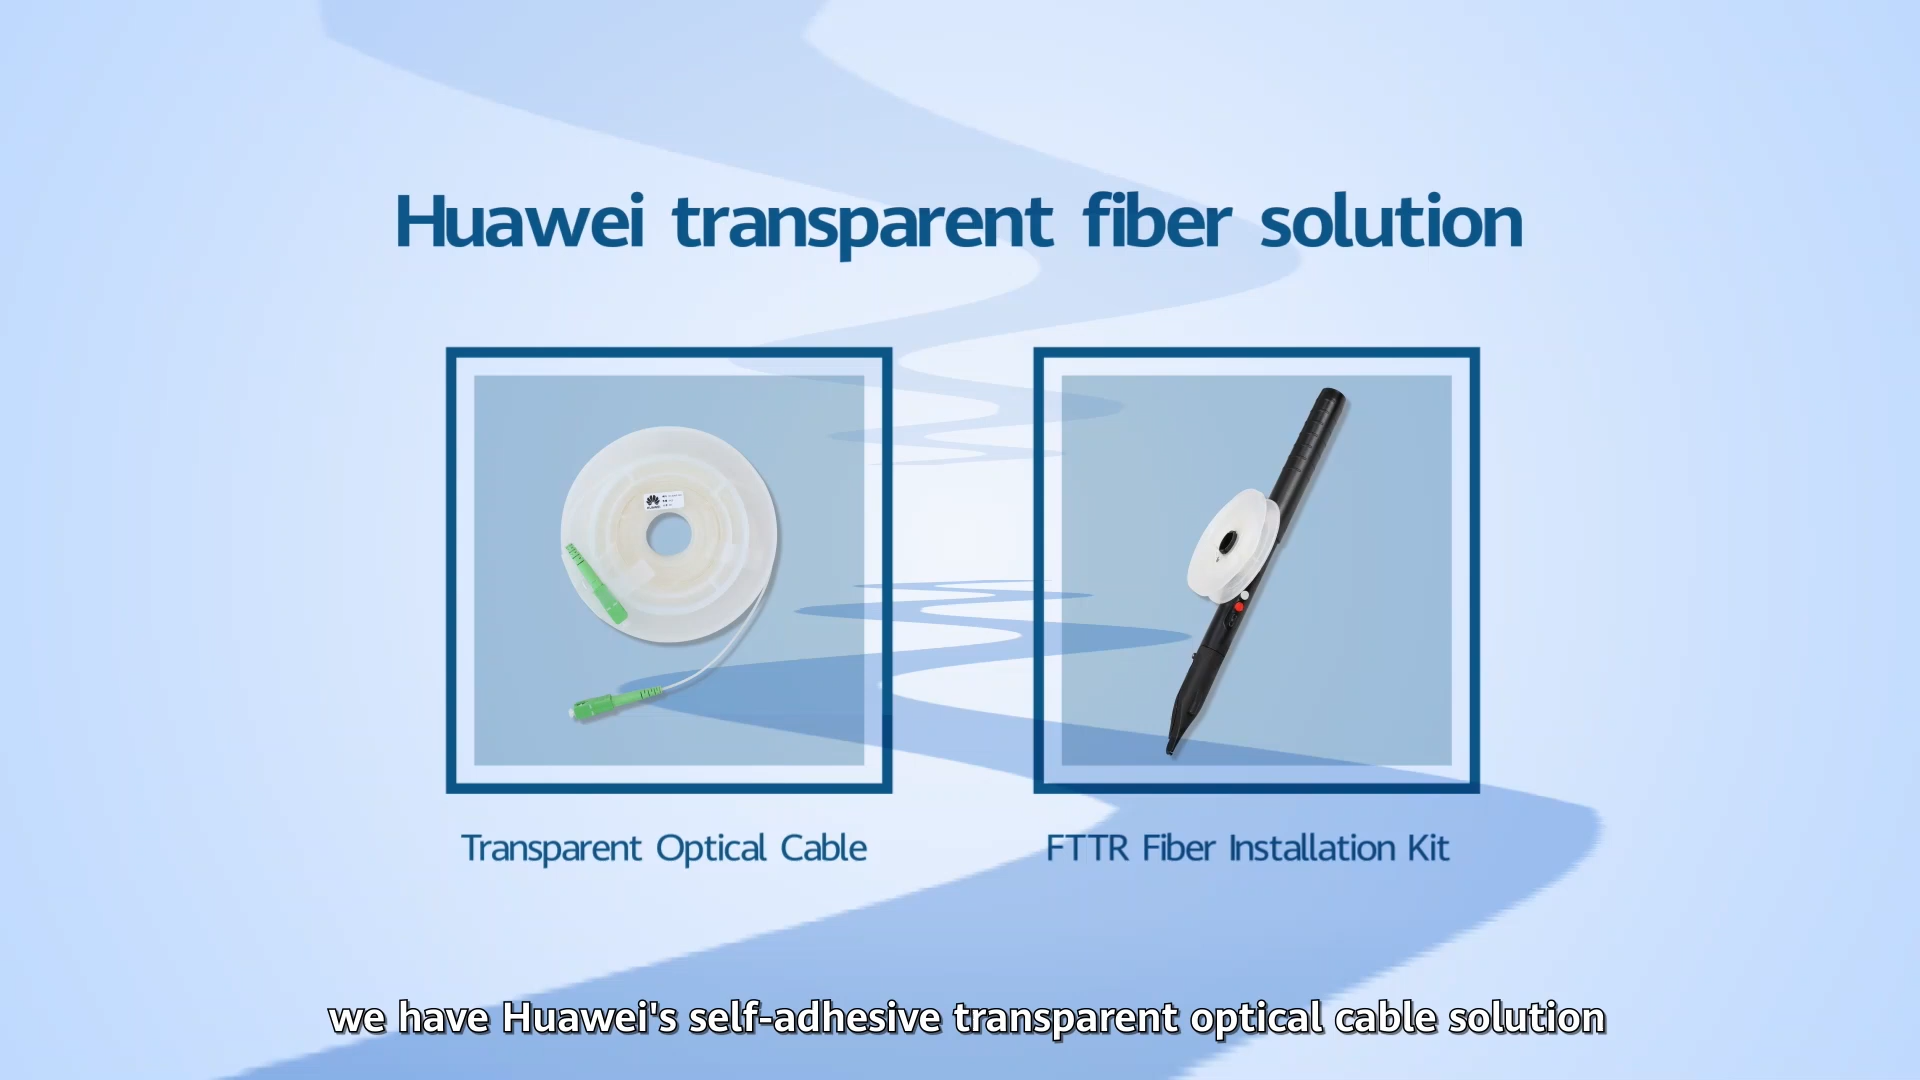 Huawei transparent fiber solution
HUAWEI
Transparent Optical Cable
FTTR Fiber Installation Kit
we have Huawei's self-adhesive transparent optical cable solution